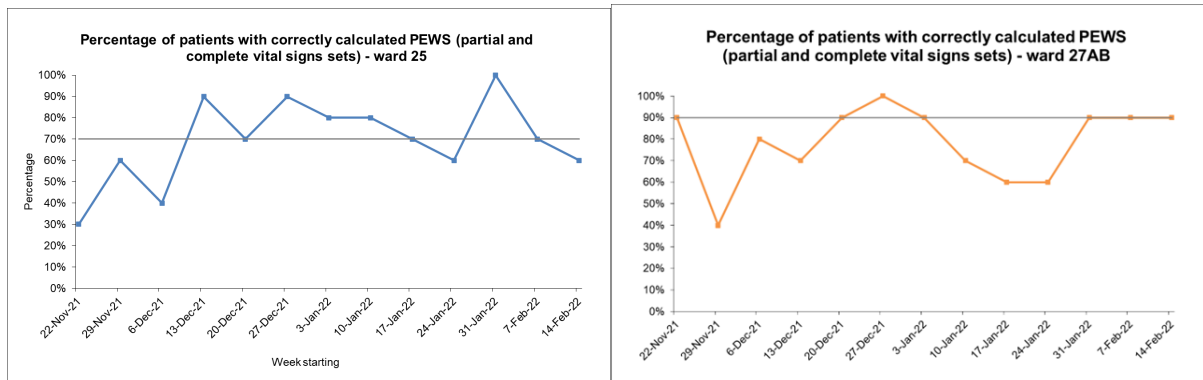 Percentage of patients with correctly calculated PEWS (partial and
complete vital signs sets) - ward 25
100%
90%
80%
70%
60%
50%
40%
30%
20%
10%
0%
Percentage
22-Nov-21
29-Nov-21
6-Dec-21
13-Dec-21
20-Dec-21
27-Dec-21
3-Jan-22
10-Jan-22
17-Jan-22
24-Jan-22
31-Jan-22
7-Feb-22
14-Feb-22
Week starting
Percentage of patients with correctly calculated PEWS
(partial and complete vital signs sets) - ward 27AB
100%
90%
80%
70%
60%
50%
40%
30%
20%
10%
0%
22-Nov-21
29-Nov-21
6-Dec-21
13-Dec-21
20-Dec-21
27-Dec-21
3-Jan-22
10-Jan-22
17-Jan-22
24-Jan-22
31-Jan-22
7-Feb-22
14-Feb-22